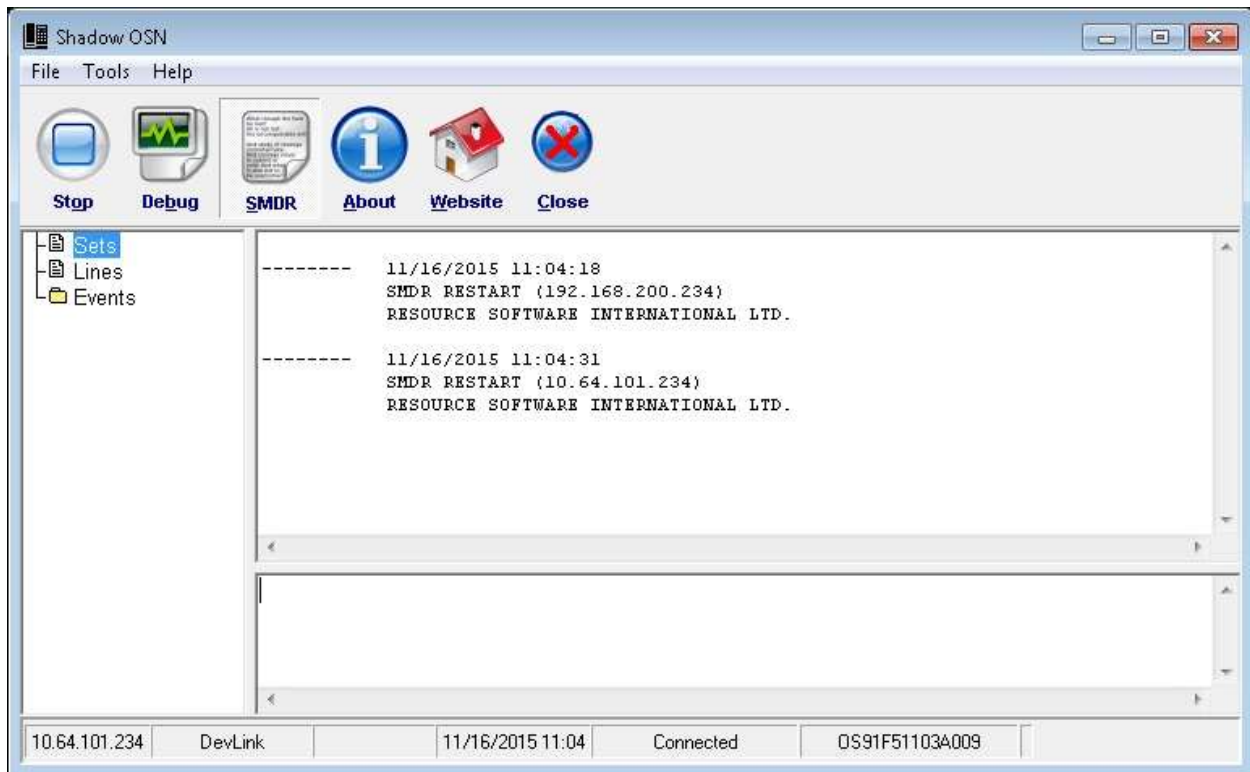 Shadow OSN
File Tools Help
Stop Debug SMDR About Website Close
Sets
Lines
Events
-------- 11/16/2015 11:04:18
SMDR RESTART (192.168.200.234)
RESOURCE SOFTWARE INTERNATIONAL LTD.
-------- 11/16/2015 11:04:31
SMDR RESTART (10.64.101.234)
RESOURCE SOFTWARE INTERNATIONAL LTD.
10.64.101.234 DevLink 11/16/2015 11:04 Connected OS91F51103A009